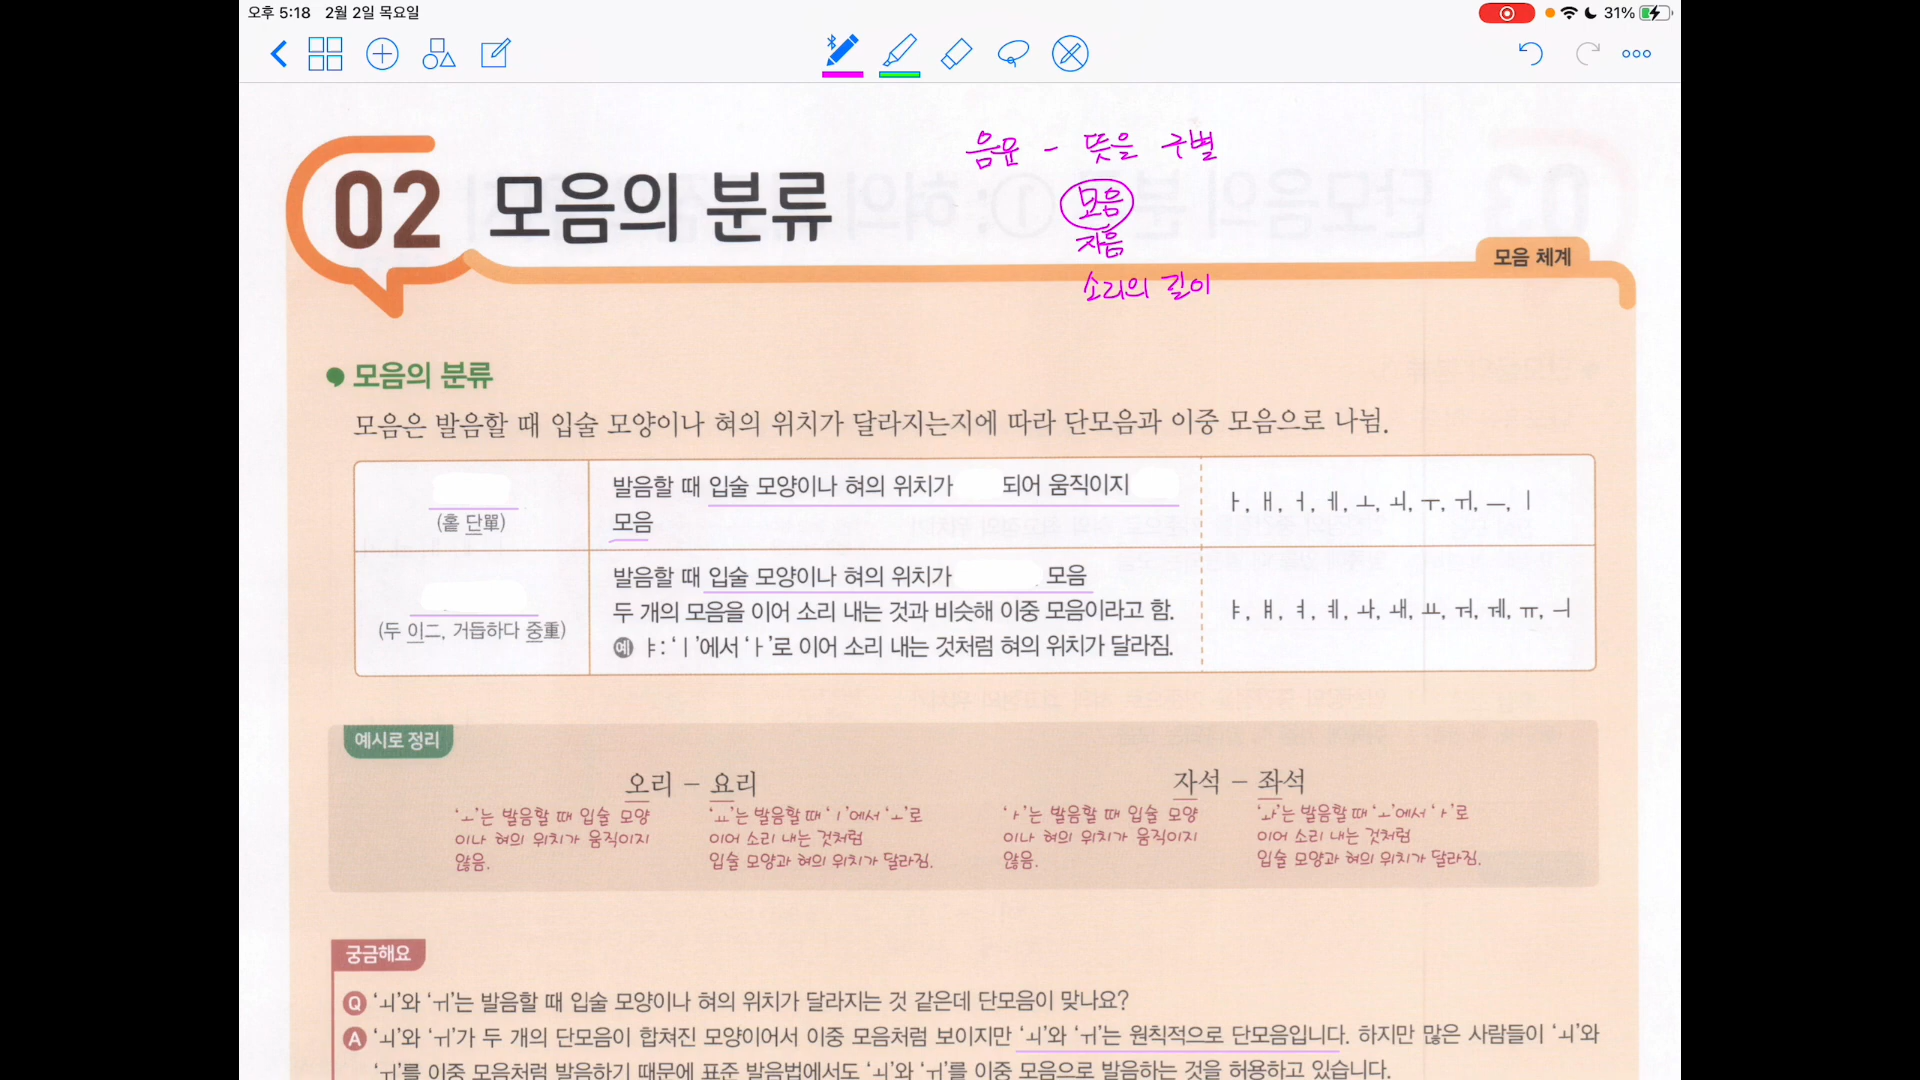 오후 5:18 2월 2일 목요일
31%
음운 - 뜻을 구별
모음
자음
소리의 길이
02 모음의 분류
모음 체계
모음의 분류
모음은 발음할 때 입술 모양이나 혀의 위치가 달라지는지에 따라 단모음과 이중 모음으로 나뉨.
(홑 단單)
발음할 때 입술 모양이나 혀의 위치가 되어 움직이지
모음
ㅏ, ㅐ, ㅓ, ㅔ, ㅗ, ㅚ, ㅜ, ㅟ, ㅡ, ㅣ
(두 이二, 거듭하다 중重)
발음할 때 입술 모양이나 혀의 위치가 모음
두 개의 모음을 이어 소리 내는 것과 비슷해 이중 모음이라고 함.
예 ㅑ: ‘ㅣ’에서 ‘ㅏ’로 이어 소리 내는 것처럼 혀의 위치가 달라짐.
ㅑ, ㅒ, ㅕ, ㅖ, ㅘ, ㅙ, ㅛ, ㅝ, ㅞ, ㅠ, ㅢ
예시로 정리
오리 – 요리
‘ㅗ’는 발음할 때 입술 모양
이나 혀의 위치가 움직이지
않음.
‘ㅛ’는 발음할 때 ‘ㅣ’에서 ‘ㅗ’로
이어 소리 내는 것처럼
입술 모양과 혀의 위치가 달라짐.
자석 – 좌석
‘ㅏ’는 발음할 때 입술 모양
이나 혀의 위치가 움직이지
않음.
‘ㅘ’는 발음할 때 ‘ㅗ’에서 ‘ㅏ’로
이어 소리 내는 것처럼
입술 모양과 혀의 위치가 달라짐.
궁금해요
Q ‘ㅚ’와 ‘ㅟ’는 발음할 때 입술 모양이나 혀의 위치가 달라지는 것 같은데 단모음이 맞나요?
A ‘ㅚ’와 ‘ㅟ’가 두 개의 단모음이 합쳐진 모양이어서 이중 모음처럼 보이지만 ‘ㅚ’와 ‘ㅟ’는 원칙적으로 단모음입니다. 하지만 많은 사람들이 ‘ㅚ’와
‘ㅟ’를 이중 모음처럼 발음하기 때문에 표준 발음법에서도 ‘ㅚ’와 ‘ㅟ’를 이중 모음으로 발음하는 것을 허용하고 있습니다.